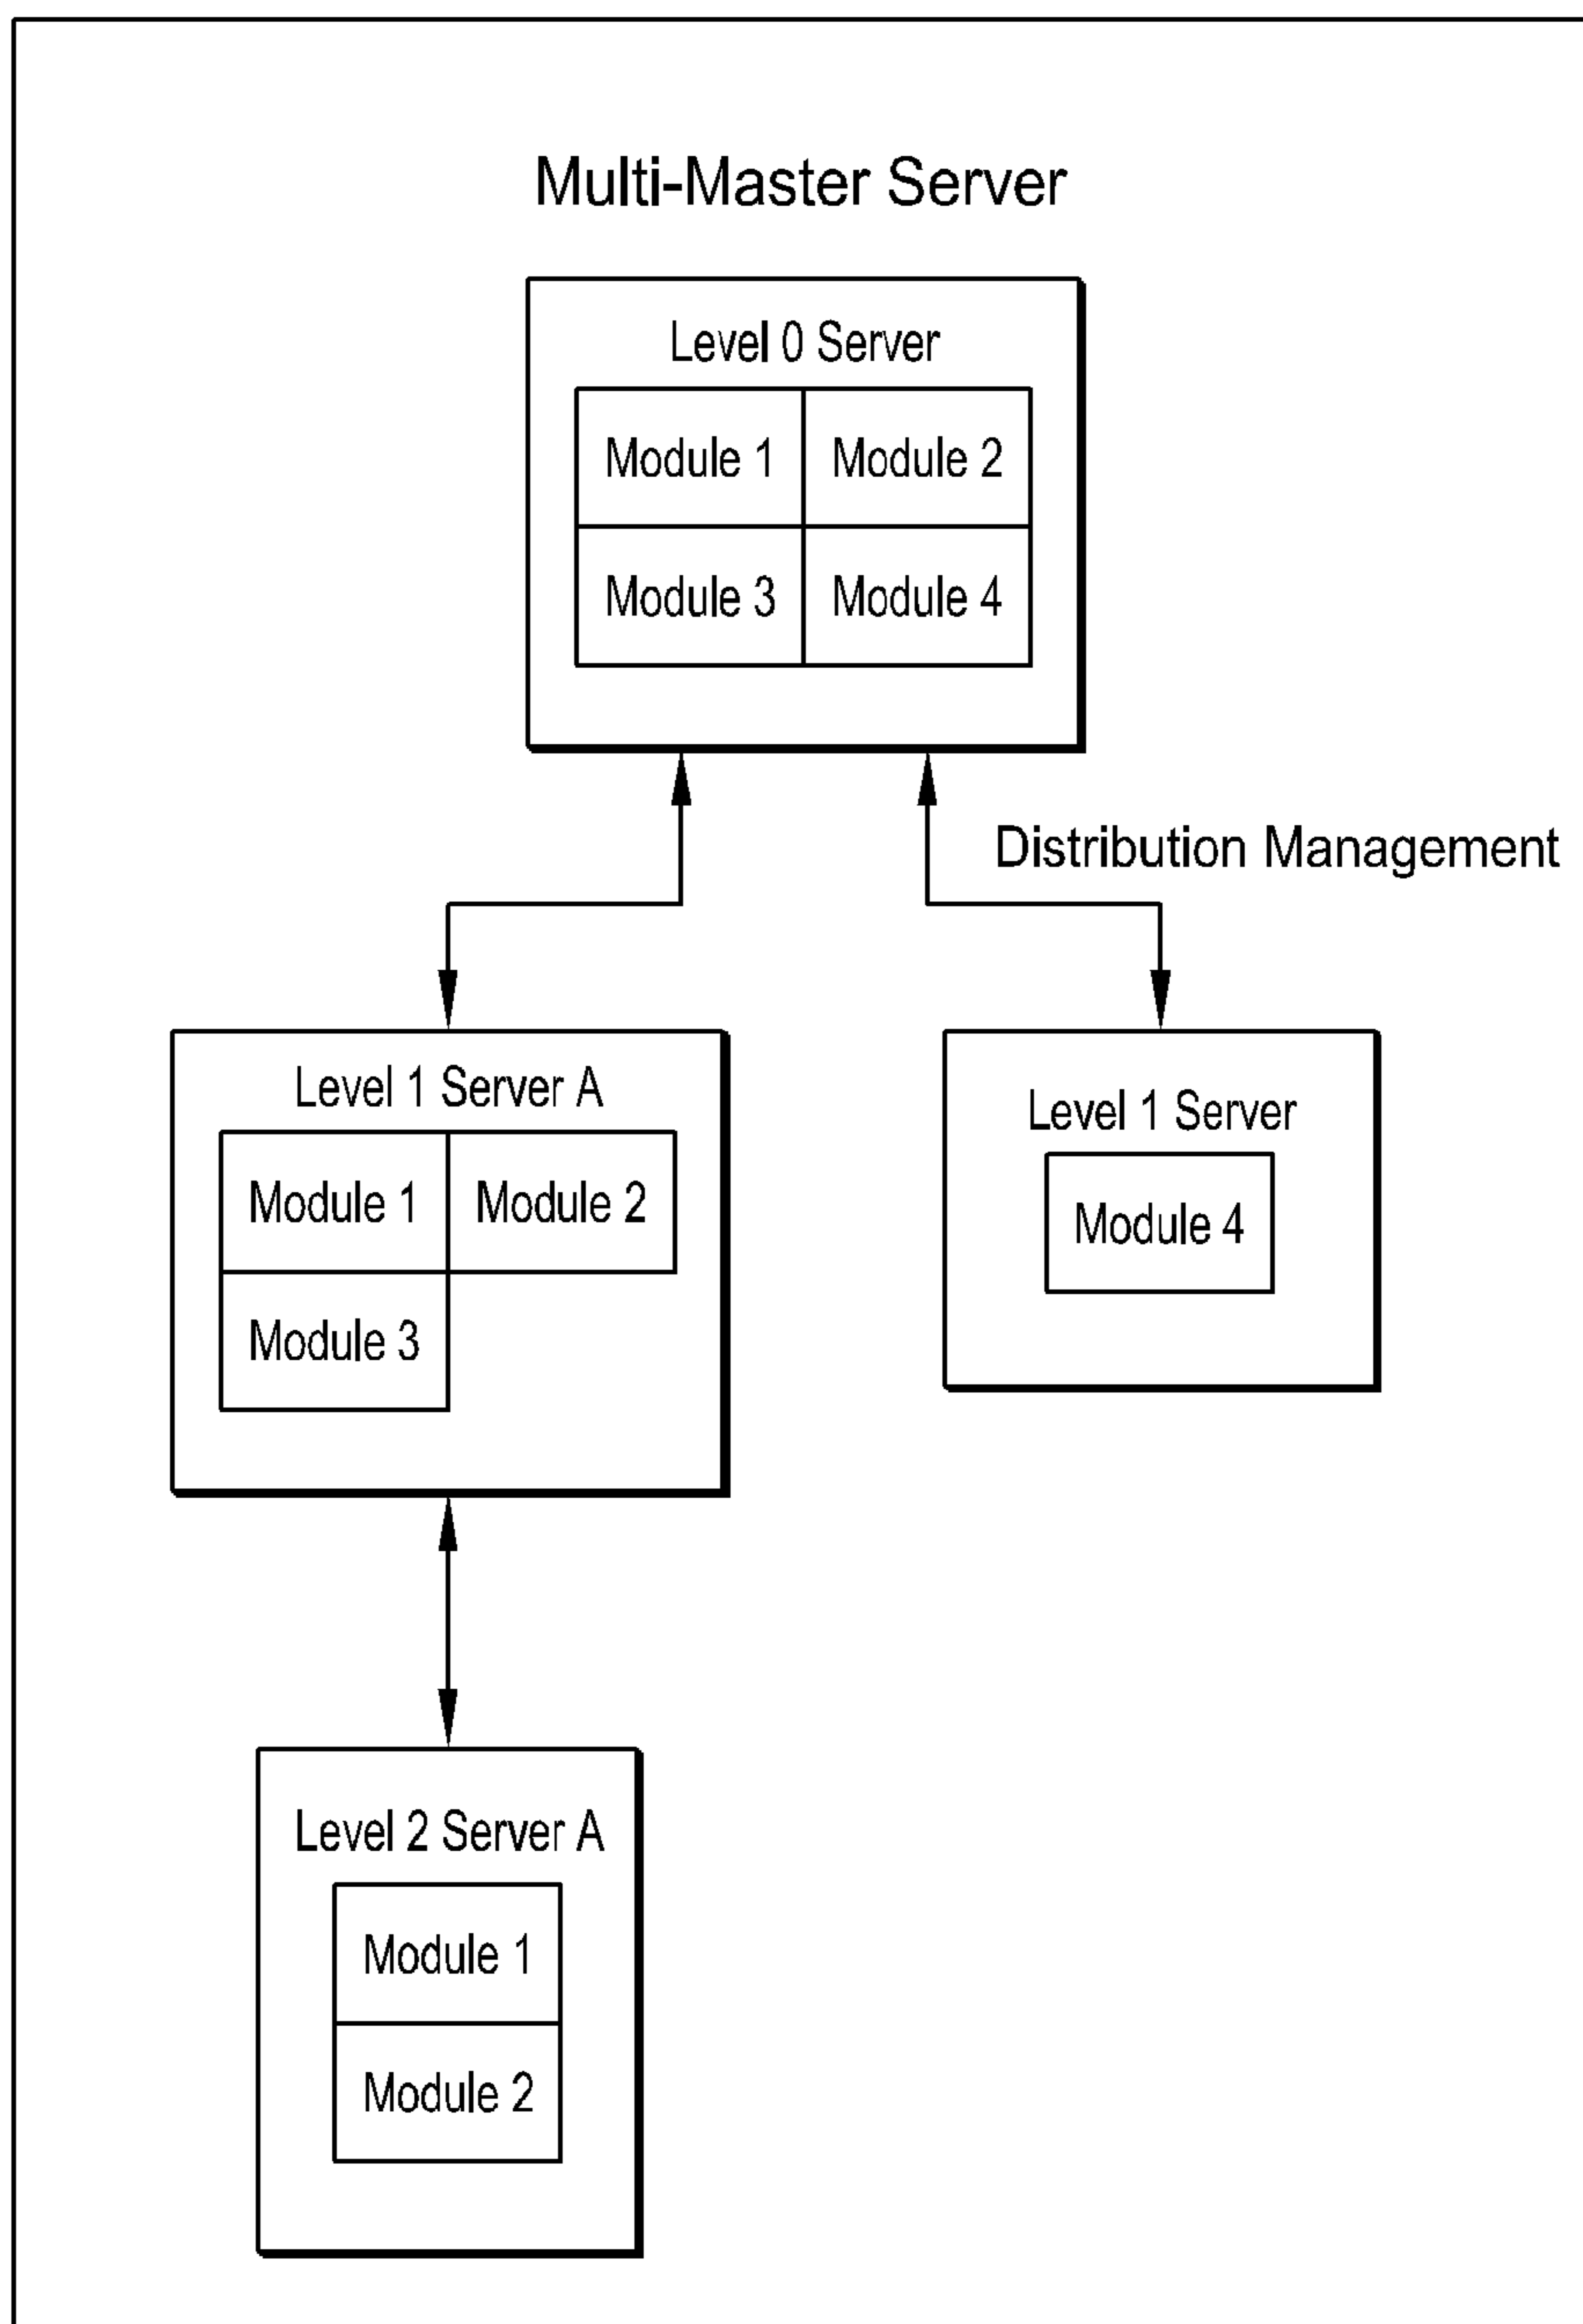 Multi-Master Server
Level 0 Server
Module 1
Module 2
Module 3
Module 4
Distribution Management
Level 1 Server A
Module 1
Module 2
Module 3
Level 1 Server
Module 4
Level 2 Server A
Module 1
Module 2